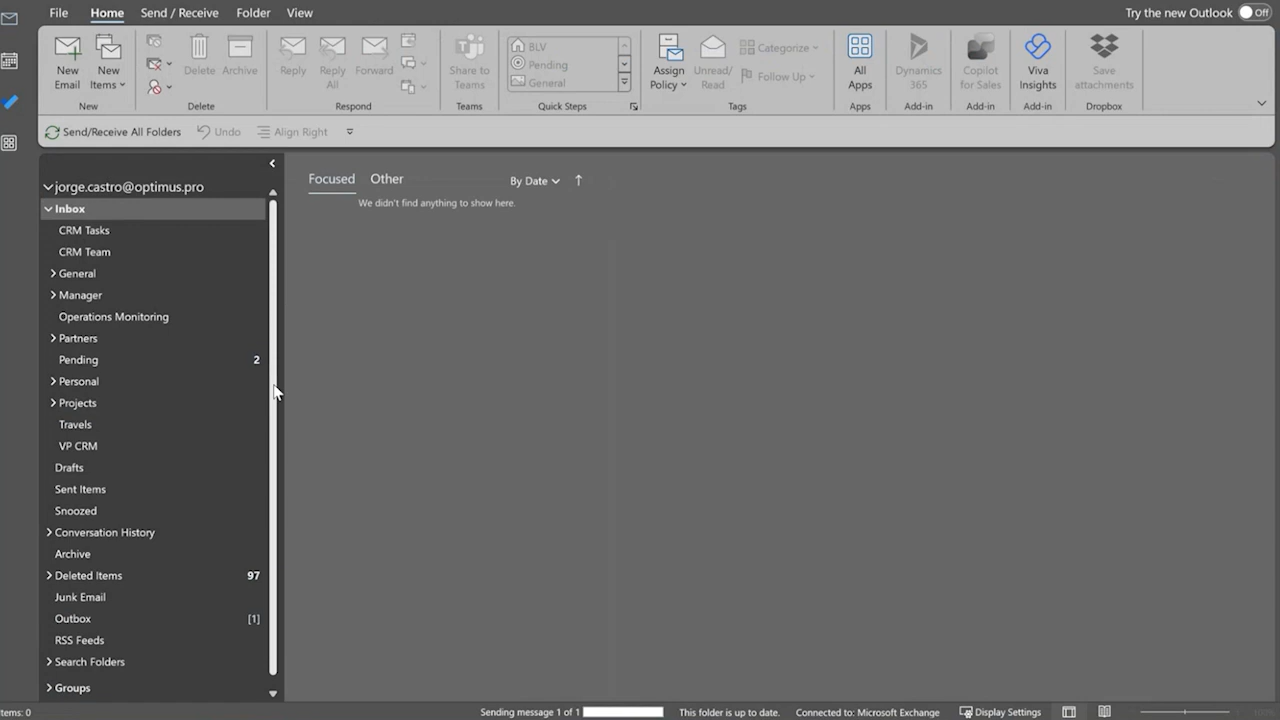 File Home Send / Receive Folder View
Try the new Outlook Off
New Email
New Items
New
Delete
Archive
Delete
Reply
Reply All
Forward
Respond
Share to Teams
Teams
BLV
Pending
General
Quick Steps
Assign Policy
Unread/ Read
Categorize
Follow Up
Tags
All Apps
Apps
Dynamics 365
Add-in
Copilot for Sales
Add-in
Viva Insights
Add-in
Save attachments
Dropbox
Send/Receive All Folders Undo Align Right
jorge.castro@optimus.pro
Inbox
CRM Tasks
CRM Team
General
Manager
Operations Monitoring
Partners
Pending 2
Personal
Projects
Travels
VP CRM
Drafts
Sent Items
Snoozed
Conversation History
Archive
Deleted Items 97
Junk Email
Outbox [1]
RSS Feeds
Search Folders
Groups
Focused Other By Date
We didn't find anything to show here.
tems: 0 Sending message 1 of 1 This folder is up to date. Connected to: Microsoft Exchange Display Settings